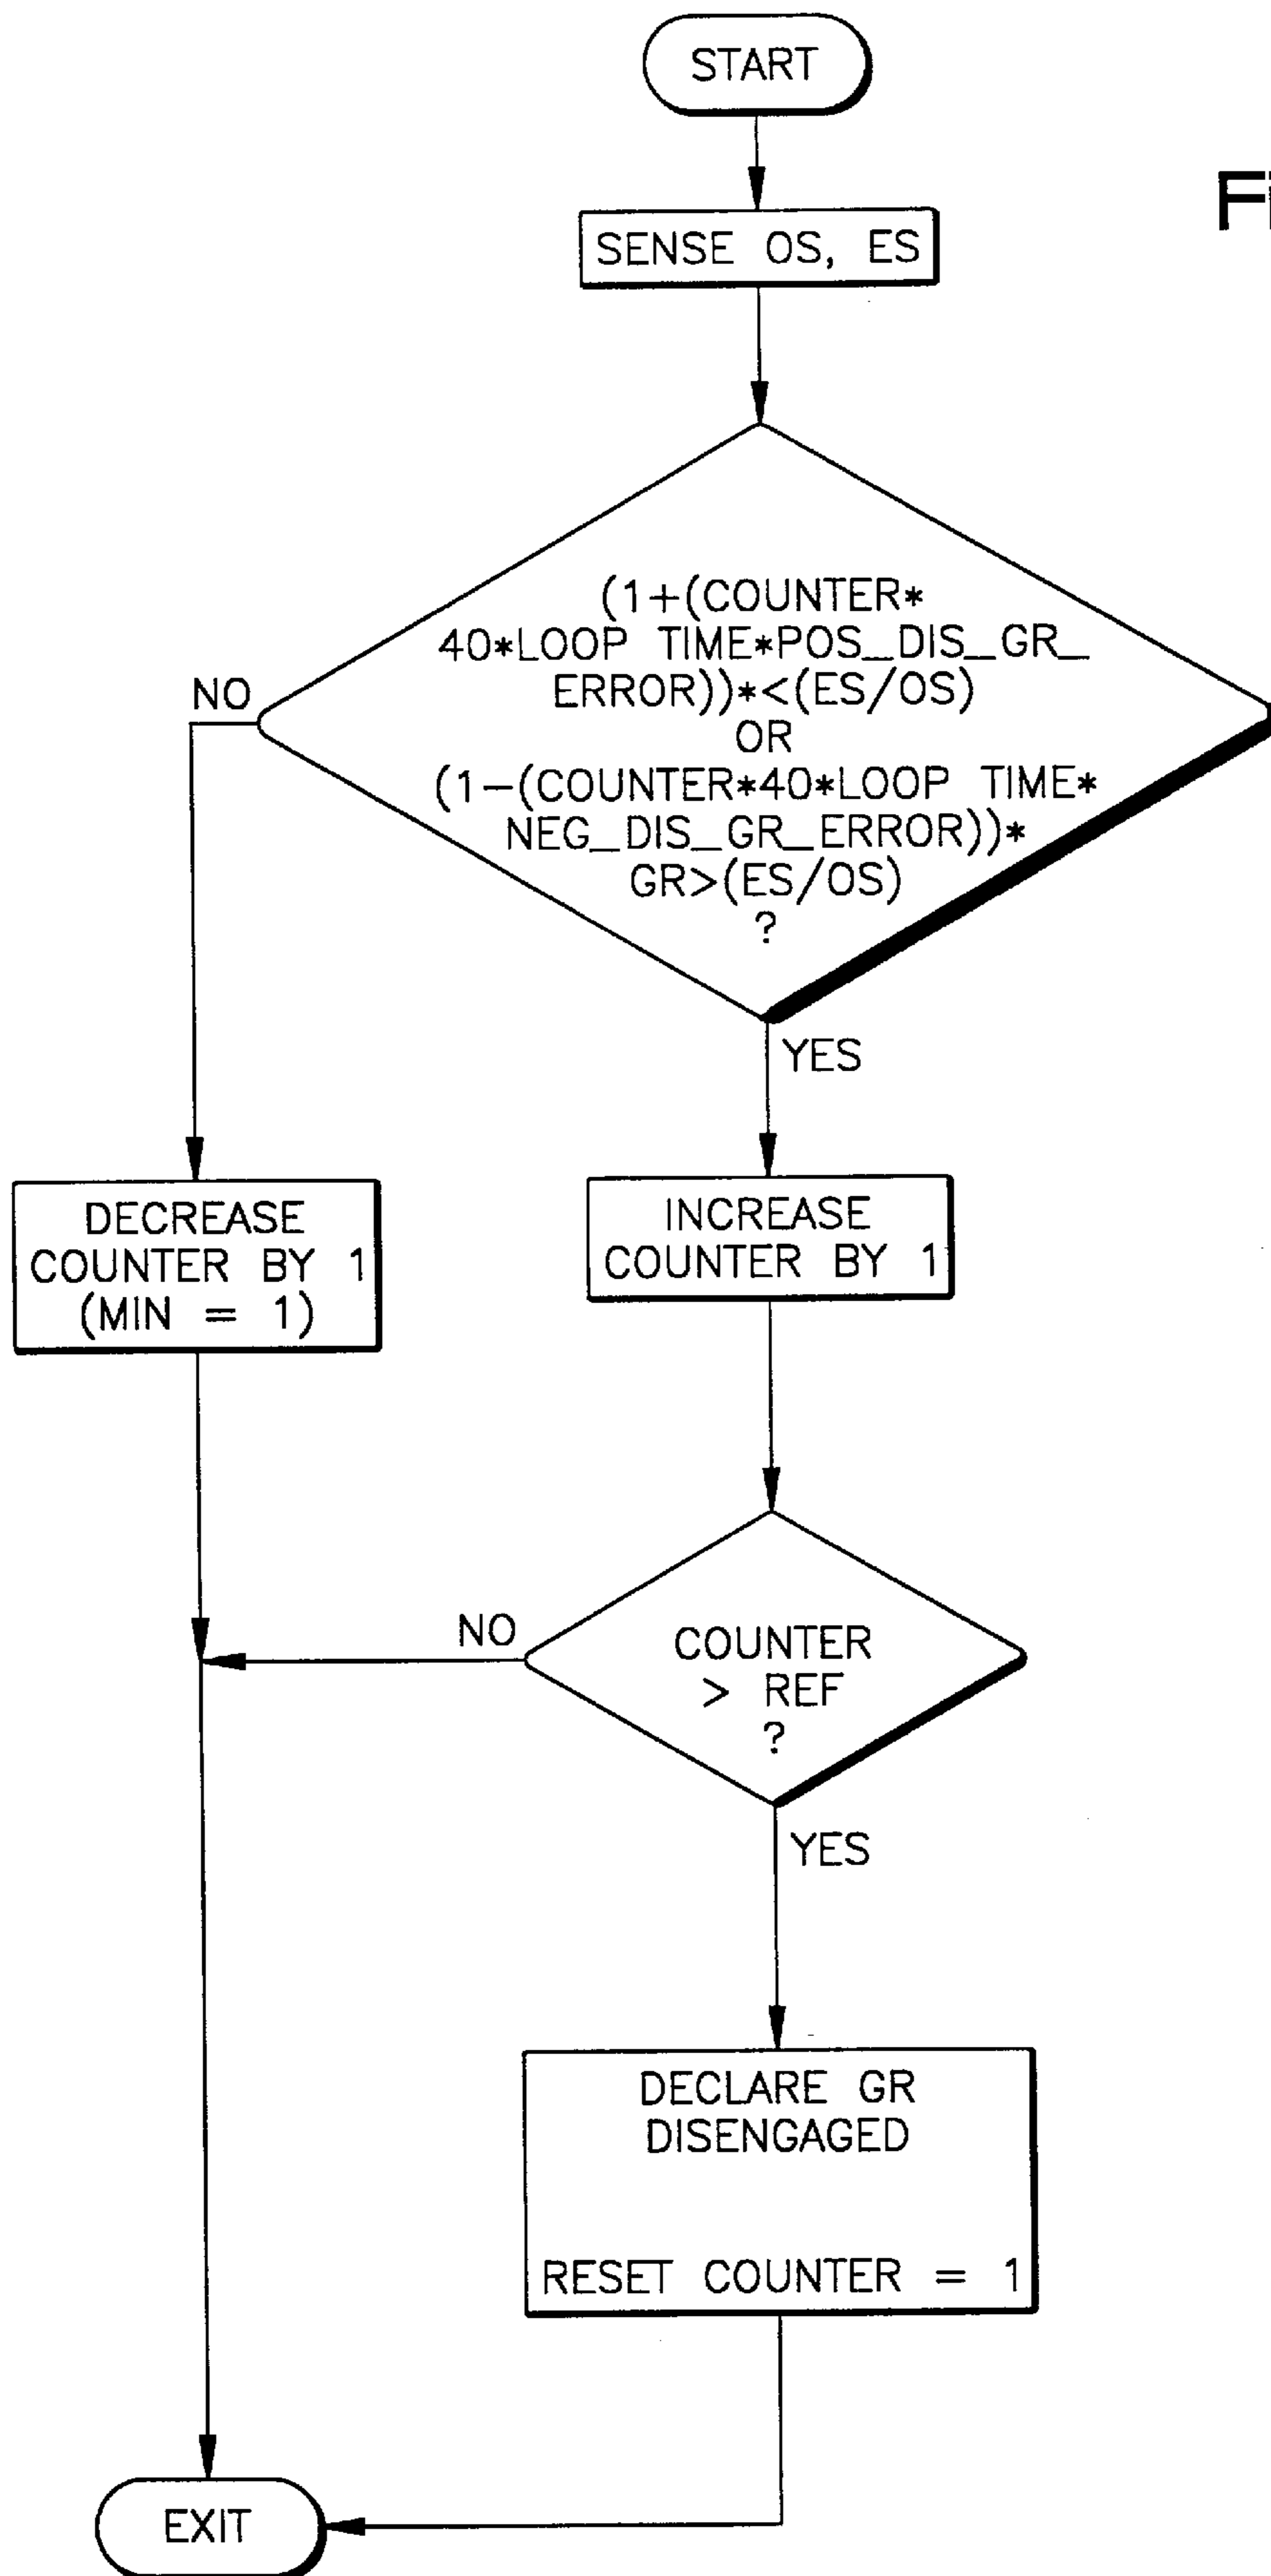 START
SENSE OS, ES
(1+(COUNTER*
40*LOOP TIME*POS_DIS_GR_
ERROR))*<(ES/OS)
OR
(1-(COUNTER*40*LOOP TIME*
NEG_DIS_GR_ERROR))*
GR>(ES/OS)
?
NO
YES
DECREASE
COUNTER BY 1
(MIN = 1)
INCREASE
COUNTER BY 1
COUNTER
> REF
?
NO
YES
DECLARE GR
DISENGAGED
RESET COUNTER = 1
EXIT